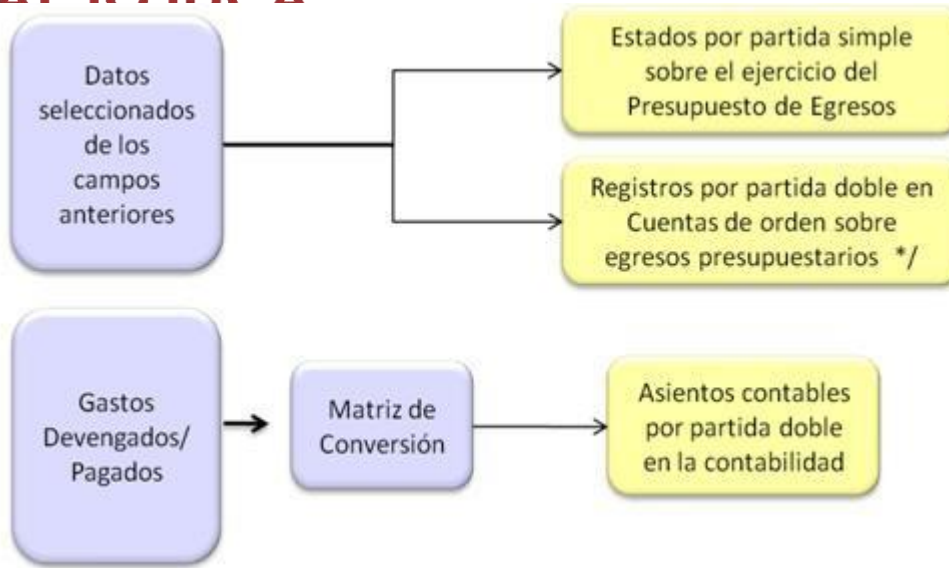 Datos
seleccionados
de los
campos
anteriores
Estados por partida simple
sobre el ejercicio del
Presupuesto de Egresos
Registros por partida doble en
Cuentas de orden sobre
egresos presupuestarios */
Gastos
Devengados/
Pagados
Matriz de
Conversión
Asientos contables
por partida doble
en la contabilidad